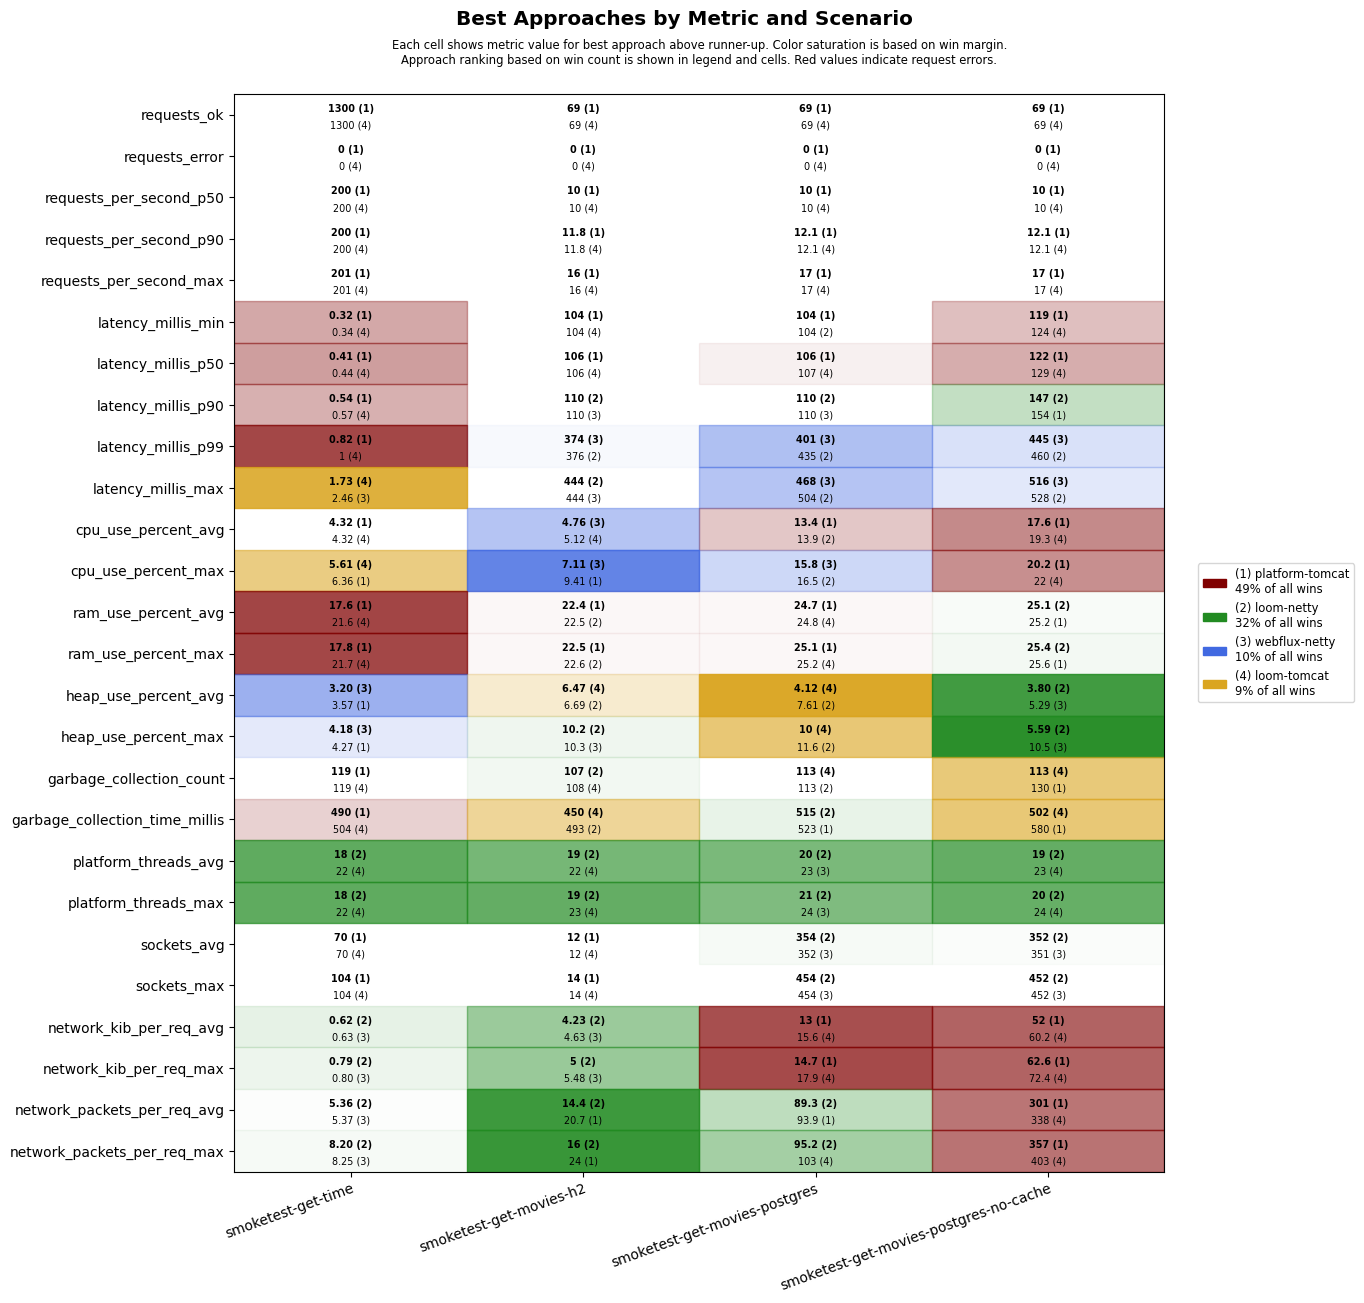 Best Approaches by Metric and Scenario
Each cell shows metric value for best approach above runner-up. Color saturation is based on win margin.
Approach ranking based on win count is shown in legend and cells. Red values indicate request errors.
requests_ok
1300 (1) 69 (1) 69 (1) 69 (1)
1300 (4) 69 (4) 69 (4) 69 (4)
requests_error
0 (1) 0 (1) 0 (1) 0 (1)
0 (4) 0 (4) 0 (4) 0 (4)
requests_per_second_p50
200 (1) 10 (1) 10 (1) 10 (1)
200 (4) 10 (4) 10 (4) 10 (4)
requests_per_second_p90
200 (1) 11.8 (1) 12.1 (1) 12.1 (1)
200 (4) 11.8 (4) 12.1 (4) 12.1 (4)
requests_per_second_max
201 (1) 16 (1) 17 (1) 17 (1)
201 (4) 16 (4) 17 (4) 17 (4)
latency_millis_min
0.32 (1) 104 (1) 104 (1) 119 (1)
0.34 (4) 104 (4) 104 (2) 124 (4)
latency_millis_p50
0.41 (1) 106 (1) 106 (1) 122 (1)
0.44 (4) 106 (4) 107 (4) 129 (4)
latency_millis_p90
0.54 (1) 110 (2) 110 (2) 147 (2)
0.57 (4) 110 (3) 110 (3) 154 (1)
latency_millis_p99
0.82 (1) 374 (3) 401 (3) 445 (3)
1 (4) 376 (2) 435 (2) 460 (2)
latency_millis_max
1.73 (4) 444 (2) 468 (3) 516 (3)
2.46 (3) 444 (3) 504 (2) 528 (2)
cpu_use_percent_avg
4.32 (1) 4.76 (3) 13.4 (1) 17.6 (1)
4.32 (4) 5.12 (4) 13.9 (2) 19.3 (4)
cpu_use_percent_max
5.61 (4) 7.11 (3) 15.8 (3) 20.2 (1)
6.36 (1) 9.41 (1) 16.5 (2) 22 (4)
ram_use_percent_avg
17.6 (1) 22.4 (1) 24.7 (1) 25.1 (2)
21.6 (4) 22.5 (2) 24.8 (4) 25.2 (1)
ram_use_percent_max
17.8 (1) 22.5 (1) 25.1 (1) 25.4 (2)
21.7 (4) 22.6 (2) 25.2 (4) 25.6 (1)
heap_use_percent_avg
3.20 (3) 6.47 (4) 4.12 (4) 3.80 (2)
3.57 (1) 6.69 (2) 7.61 (2) 5.29 (3)
heap_use_percent_max
4.18 (3) 10.2 (2) 10 (4) 5.59 (2)
4.27 (1) 10.3 (3) 11.6 (2) 10.5 (3)
garbage_collection_count
119 (1) 107 (2) 113 (4) 113 (4)
119 (4) 108 (4) 113 (2) 130 (1)
garbage_collection_time_millis
490 (1) 450 (4) 515 (2) 502 (4)
504 (4) 493 (2) 523 (1) 580 (1)
platform_threads_avg
18 (2) 19 (2) 20 (2) 19 (2)
22 (4) 22 (4) 23 (3) 23 (4)
platform_threads_max
18 (2) 19 (2) 21 (2) 20 (2)
22 (4) 23 (4) 24 (3) 24 (4)
sockets_avg
70 (1) 12 (1) 354 (2) 352 (2)
70 (4) 12 (4) 352 (3) 351 (3)
sockets_max
104 (1) 14 (1) 454 (2) 452 (2)
104 (4) 14 (4) 454 (3) 452 (3)
network_kib_per_req_avg
0.62 (2) 4.23 (2) 13 (1) 52 (1)
0.63 (3) 4.63 (3) 15.6 (4) 60.2 (4)
network_kib_per_req_max
0.79 (2) 5 (2) 14.7 (1) 62.6 (1)
0.80 (3) 5.48 (3) 17.9 (4) 72.4 (4)
network_packets_per_req_avg
5.36 (2) 14.4 (2) 89.3 (2) 301 (1)
5.37 (3) 20.7 (1) 93.9 (1) 338 (4)
network_packets_per_req_max
8.20 (2) 16 (2) 95.2 (2) 357 (1)
8.25 (3) 24 (1) 103 (4) 403 (4)
smoketest-get-time
smoketest-get-movies-h2
smoketest-get-movies-postgres
smoketest-get-movies-postgres-no-cache
(1) platform-tomcat
49% of all wins
(2) loom-netty
32% of all wins
(3) webflux-netty
10% of all wins
(4) loom-tomcat
9% of all wins